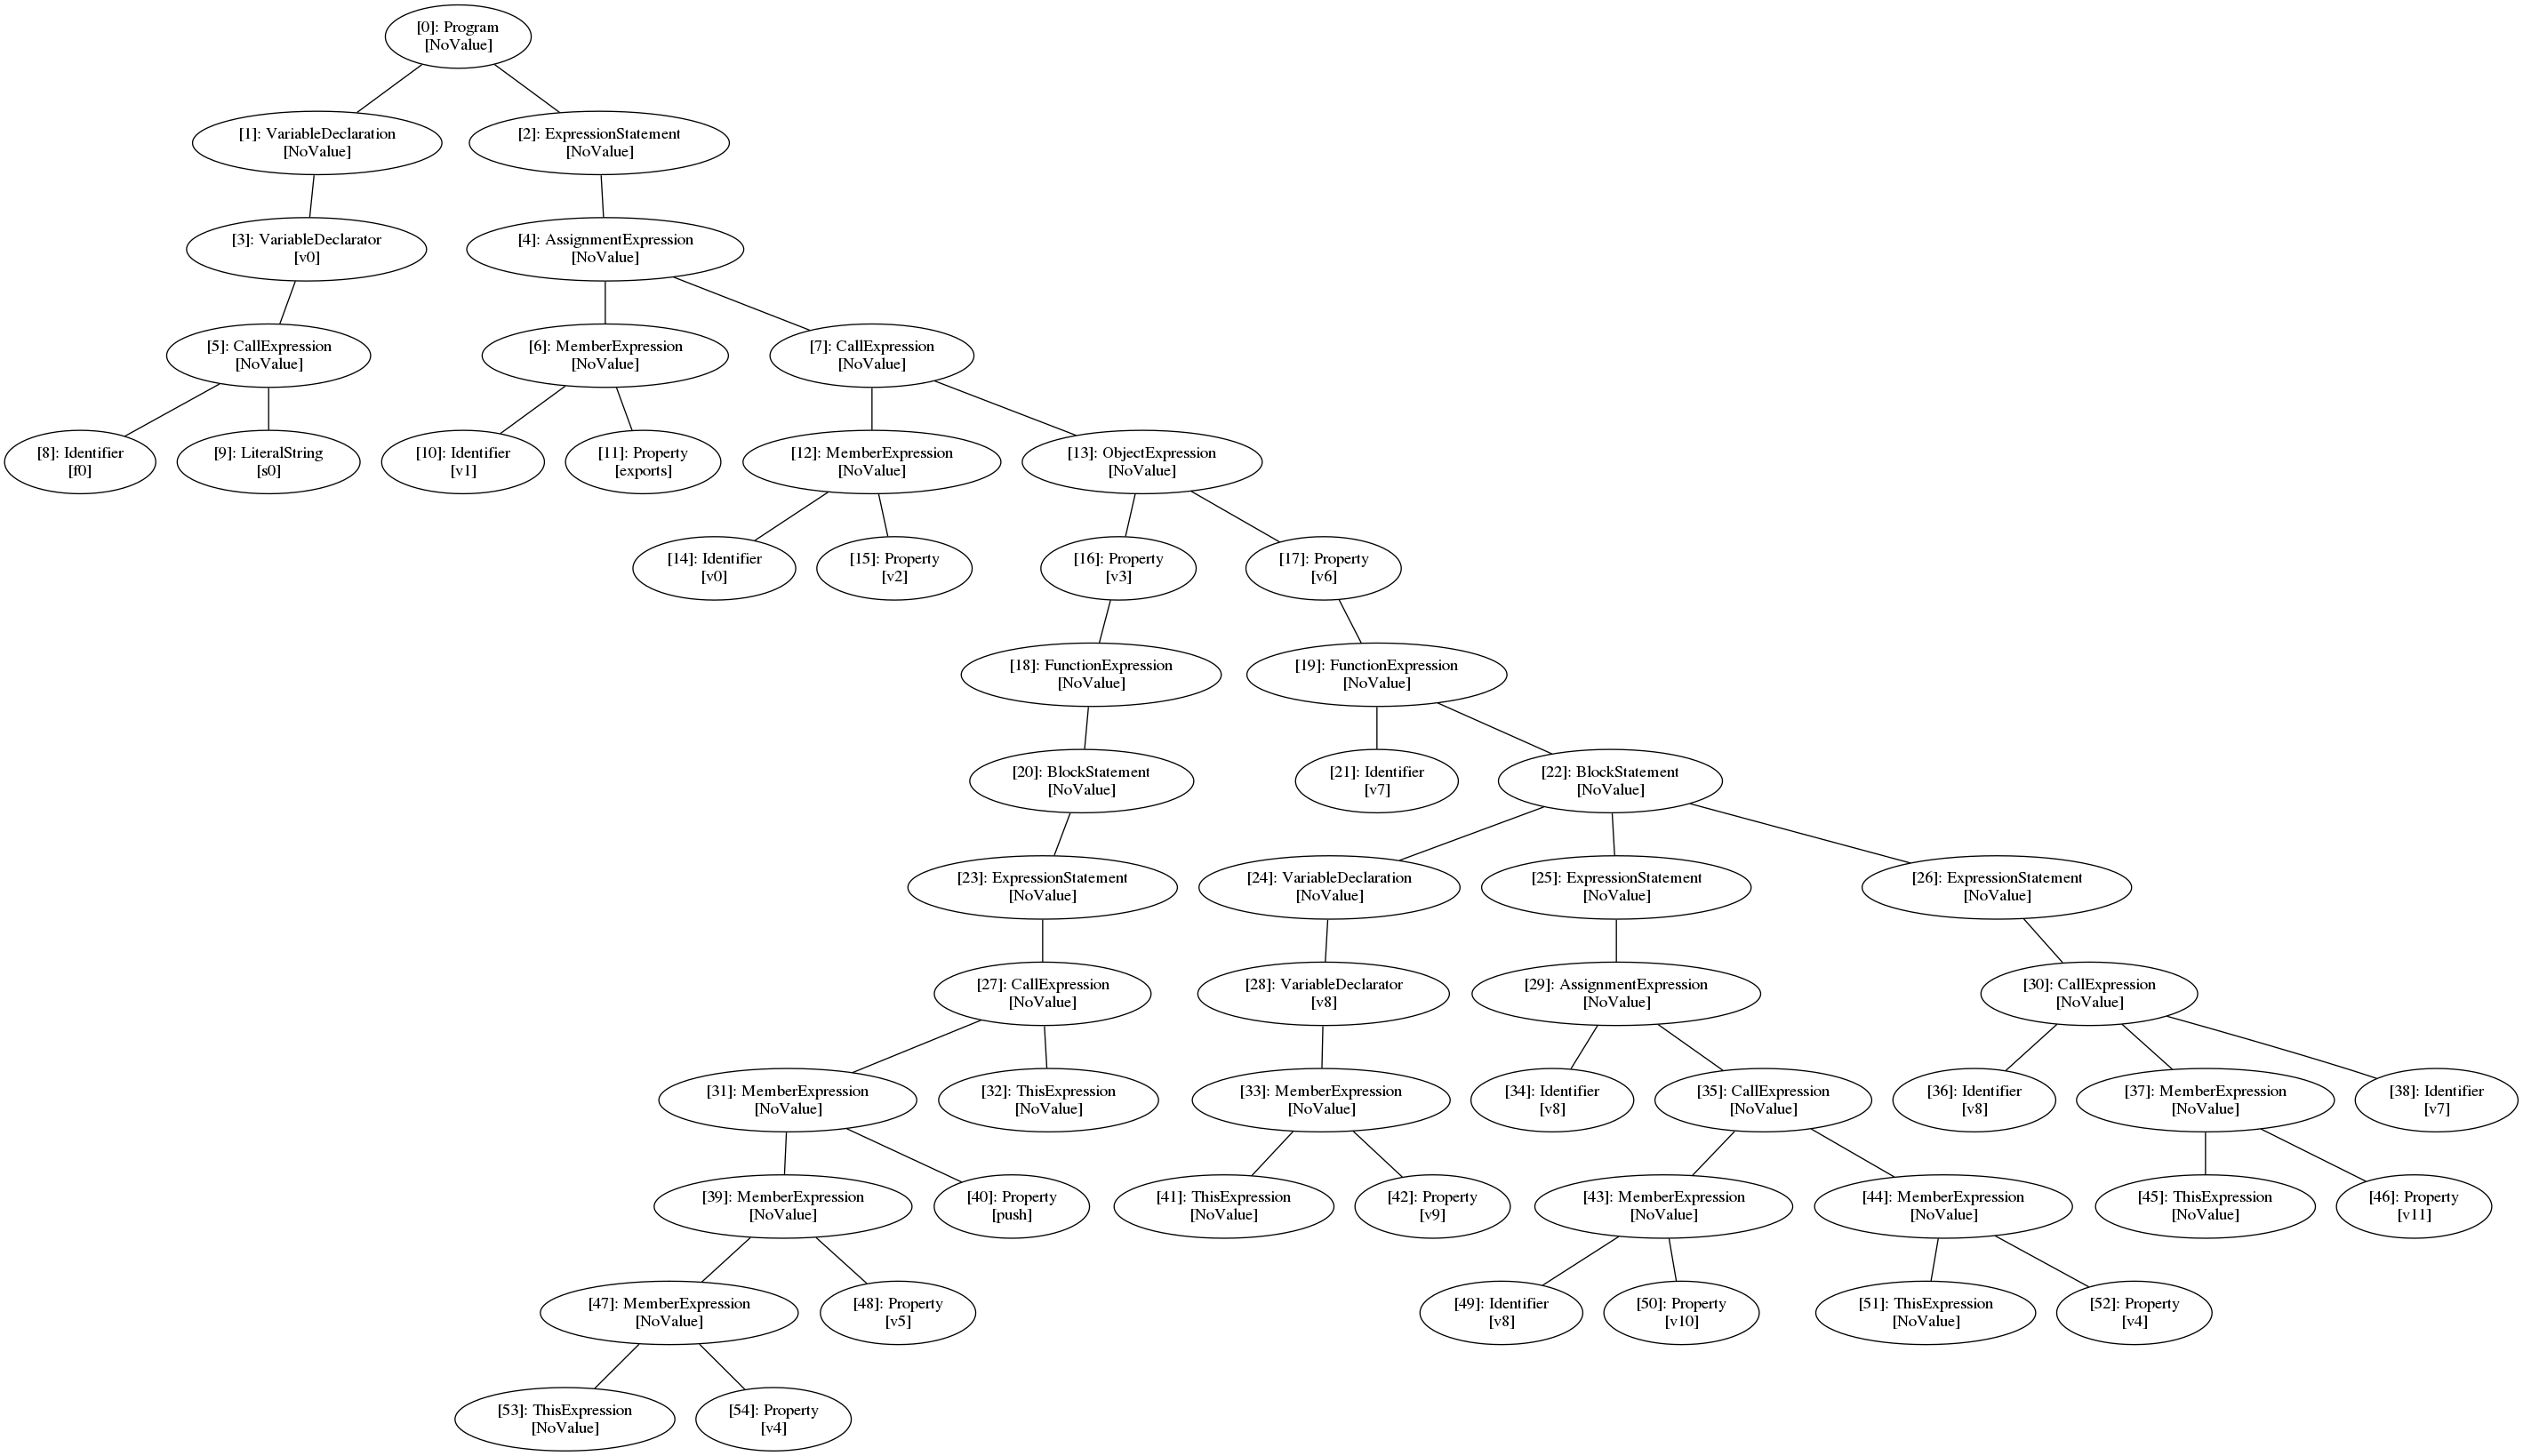 [0]: Program
[NoValue]
[1]: VariableDeclaration
[NoValue]
[2]: ExpressionStatement
[NoValue]
[3]: VariableDeclarator
[v0]
[4]: AssignmentExpression
[NoValue]
[5]: CallExpression
[NoValue]
[6]: MemberExpression
[NoValue]
[7]: CallExpression
[NoValue]
[8]: Identifier
[f0]
[9]: LiteralString
[s0]
[10]: Identifier
[v1]
[11]: Property
[exports]
[12]: MemberExpression
[NoValue]
[13]: ObjectExpression
[NoValue]
[14]: Identifier
[v0]
[15]: Property
[v2]
[16]: Property
[v3]
[17]: Property
[v6]
[18]: FunctionExpression
[NoValue]
[19]: FunctionExpression
[NoValue]
[20]: BlockStatement
[NoValue]
[21]: Identifier
[v7]
[22]: BlockStatement
[NoValue]
[23]: ExpressionStatement
[NoValue]
[24]: VariableDeclaration
[NoValue]
[25]: ExpressionStatement
[NoValue]
[26]: ExpressionStatement
[NoValue]
[27]: CallExpression
[NoValue]
[28]: VariableDeclarator
[v8]
[29]: AssignmentExpression
[NoValue]
[30]: CallExpression
[NoValue]
[31]: MemberExpression
[NoValue]
[32]: ThisExpression
[NoValue]
[33]: MemberExpression
[NoValue]
[34]: Identifier
[v8]
[35]: CallExpression
[NoValue]
[36]: Identifier
[v8]
[37]: MemberExpression
[NoValue]
[38]: Identifier
[v7]
[39]: MemberExpression
[NoValue]
[40]: Property
[push]
[41]: ThisExpression
[NoValue]
[42]: Property
[v9]
[43]: MemberExpression
[NoValue]
[44]: MemberExpression
[NoValue]
[45]: ThisExpression
[NoValue]
[46]: Property
[v11]
[47]: MemberExpression
[NoValue]
[48]: Property
[v5]
[49]: Identifier
[v8]
[50]: Property
[v10]
[51]: ThisExpression
[NoValue]
[52]: Property
[v4]
[53]: ThisExpression
[NoValue]
[54]: Property
[v4]